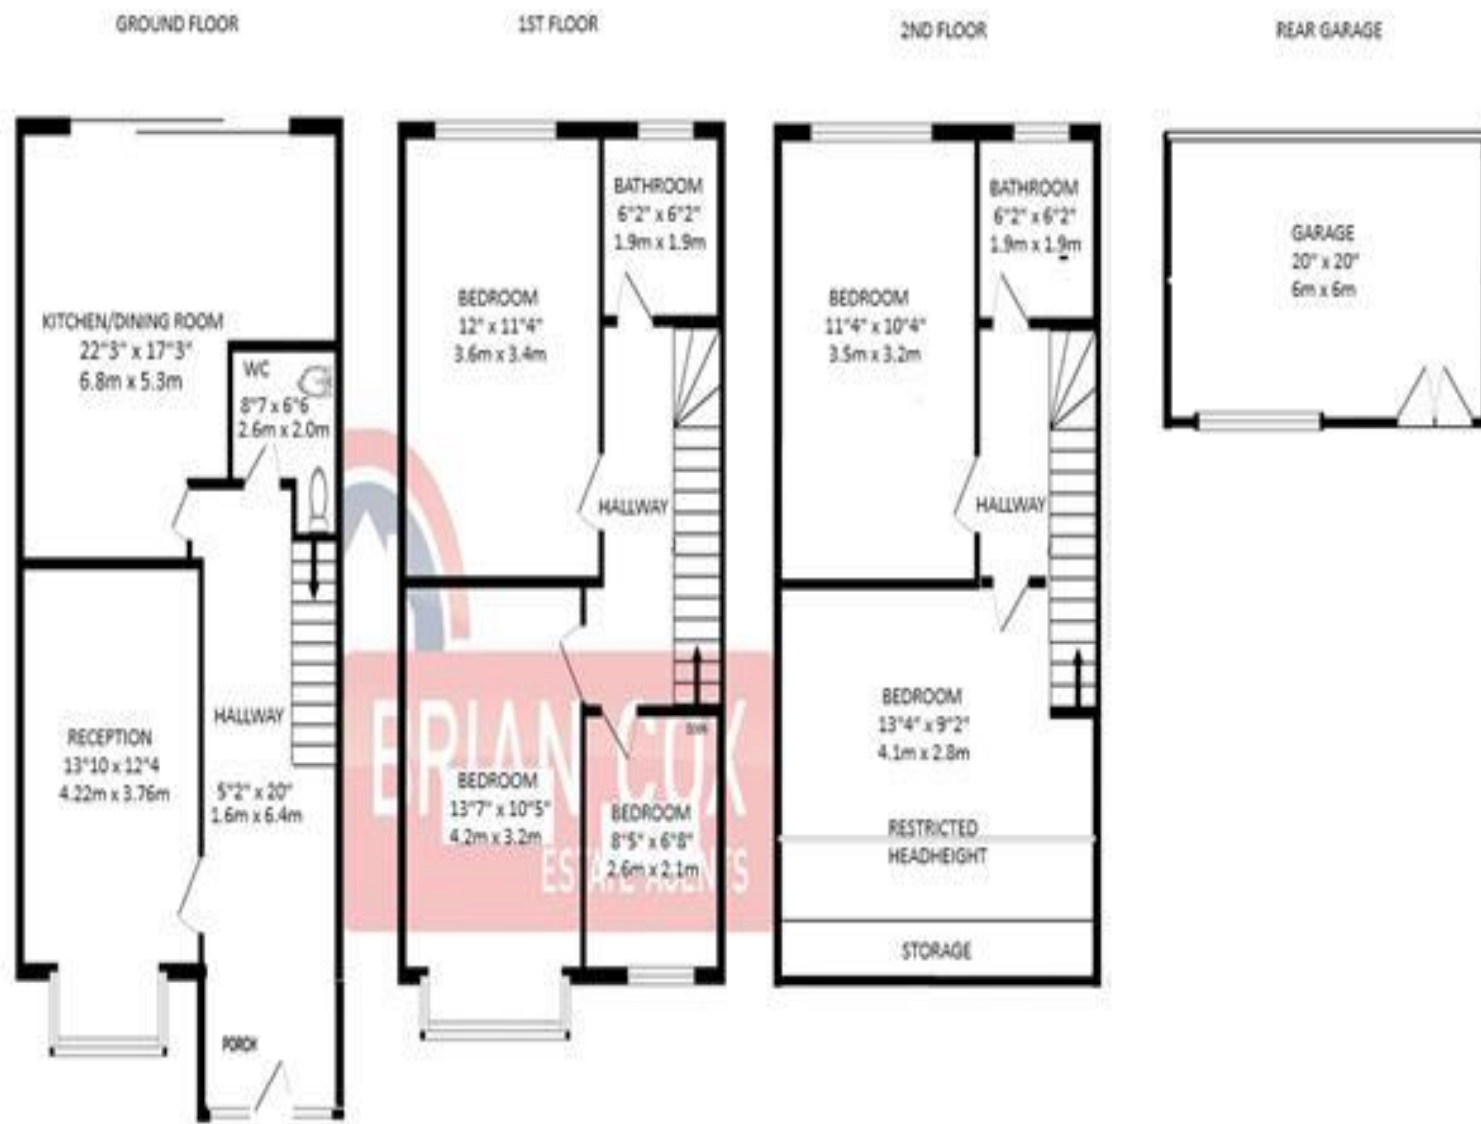 GROUND FLOOR
1ST FLOOR
2ND FLOOR
REAR GARAGE
KITCHEN/DINING ROOM
22"3" x 17"3"
6.8m x 5.3m
WC
8"7 x 6"6
2.6m x 2.0m
HALLWAY
5"2" x 20"
1.6m x 6.4m
RECEPTION
13"10 x 12"4
4.22m x 3.76m
PORCH
BEDROOM
12" x 11"4"
3.6m x 3.4m
BATHROOM
6"2" x 6"2"
1.9m x 1.9m
HALLWAY
BEDROOM
13"7" x 10"5"
4.2m x 3.2m
BEDROOM
8"5" x 6"8"
2.6m x 2.1m
BRIAN COX
ESTATE AGENTS
BEDROOM
11"4" x 10"4"
3.5m x 3.2m
BATHROOM
6"2" x 6"2"
1.9m x 1.9m
HALLWAY
BEDROOM
13"4" x 9"2"
4.1m x 2.8m
RESTRICTED
HEADHEIGHT
STORAGE
GARAGE
20" x 20"
6m x 6m